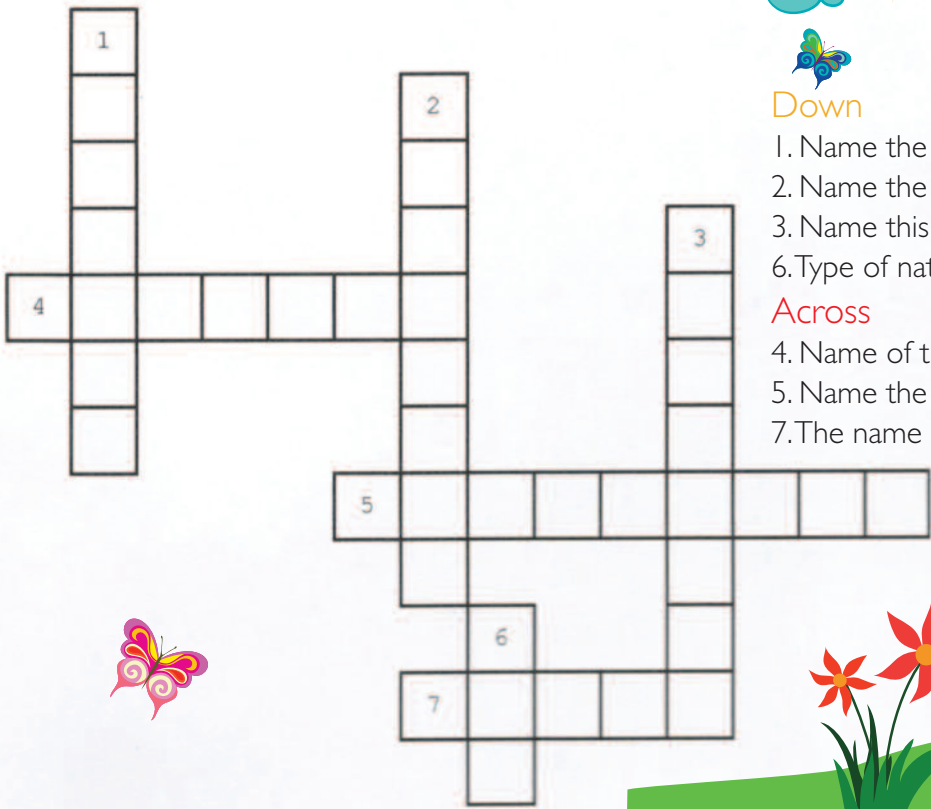 1
2
Down
1. Name the
2. Name the
3. Name this
6. Type of
3
Across
4
4. Name of
5. Name the
7. The name
5
6
7